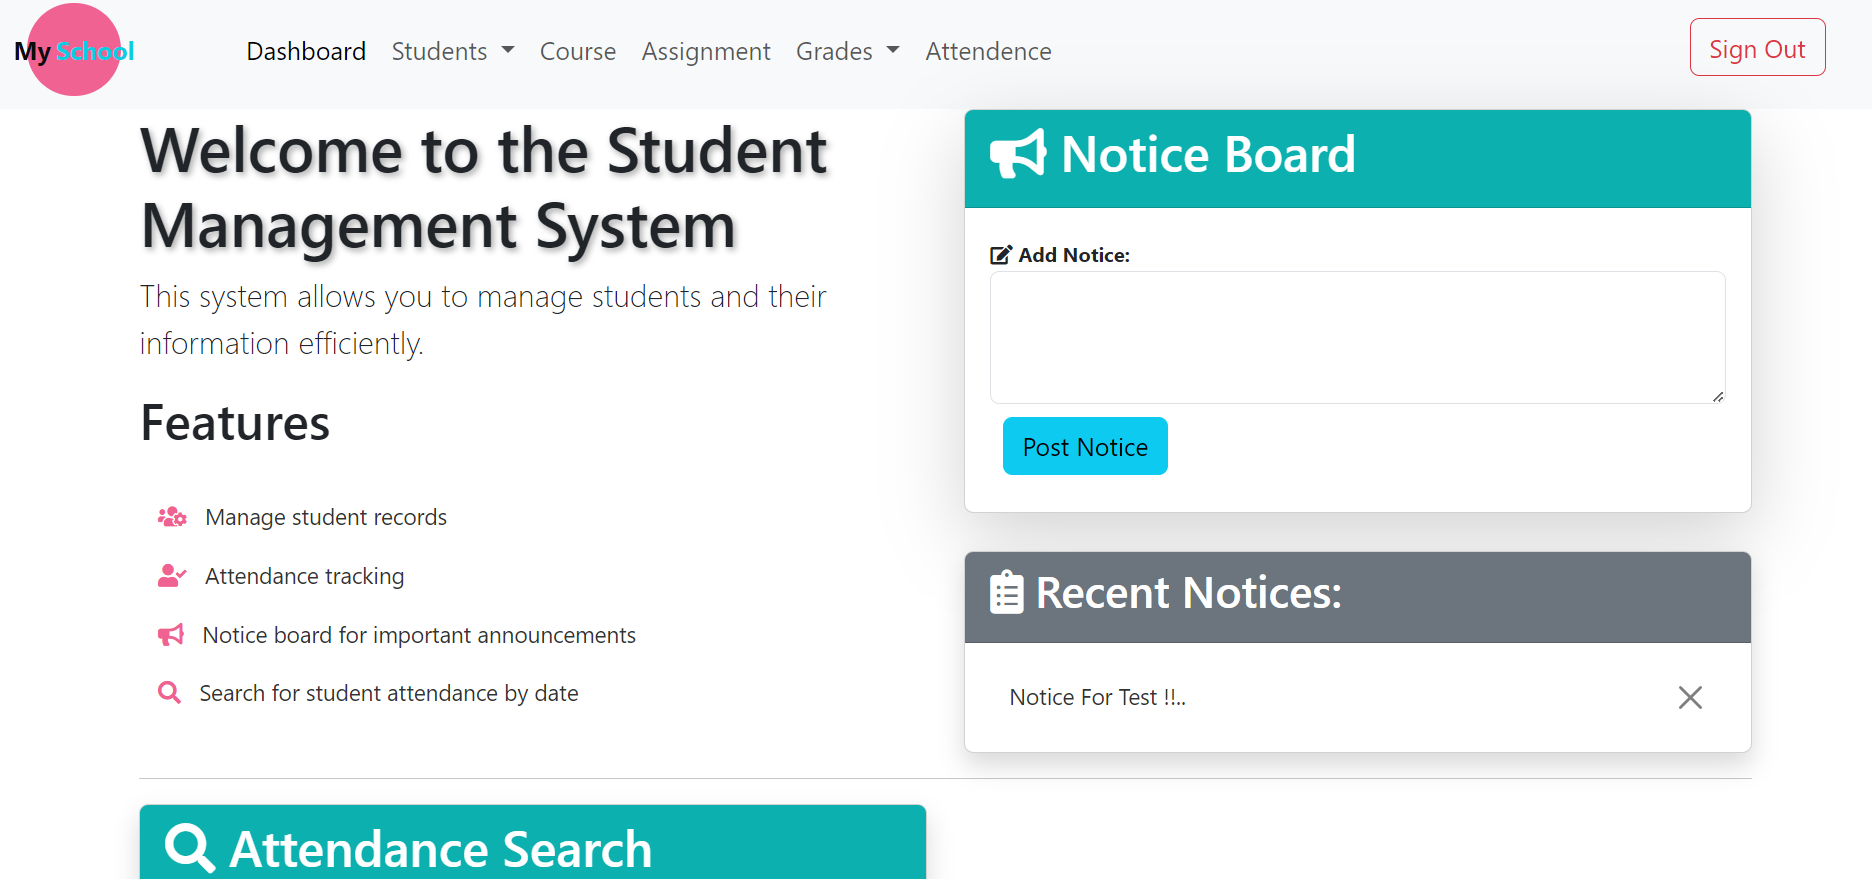 My School
Dashboard
Students
Course
Assignment
Grades
Attendence
Sign Out
Welcome to the Student
Management System
This system allows you to manage students and their
information efficiently.
Features
Manage student records
Attendance tracking
Notice board for important announcements
Search for student attendance by date
Notice Board
Add Notice:
Post Notice
Recent Notices:
Notice For Test !!..
Attendance Search